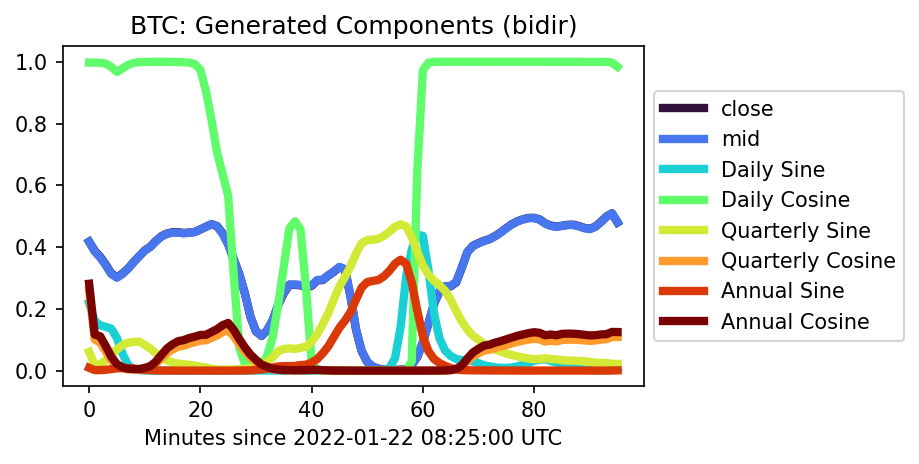 BTC: Generated Components (bidir)
1.0
0.8
0.6
0.4
0.2
0.0
0 20 40 60 80
Minutes since 2022-01-22 08:25:00 UTC
close
mid
Daily Sine
Daily Cosine
Quarterly Sine
Quarterly Cosine
Annual Sine
Annual Cosine